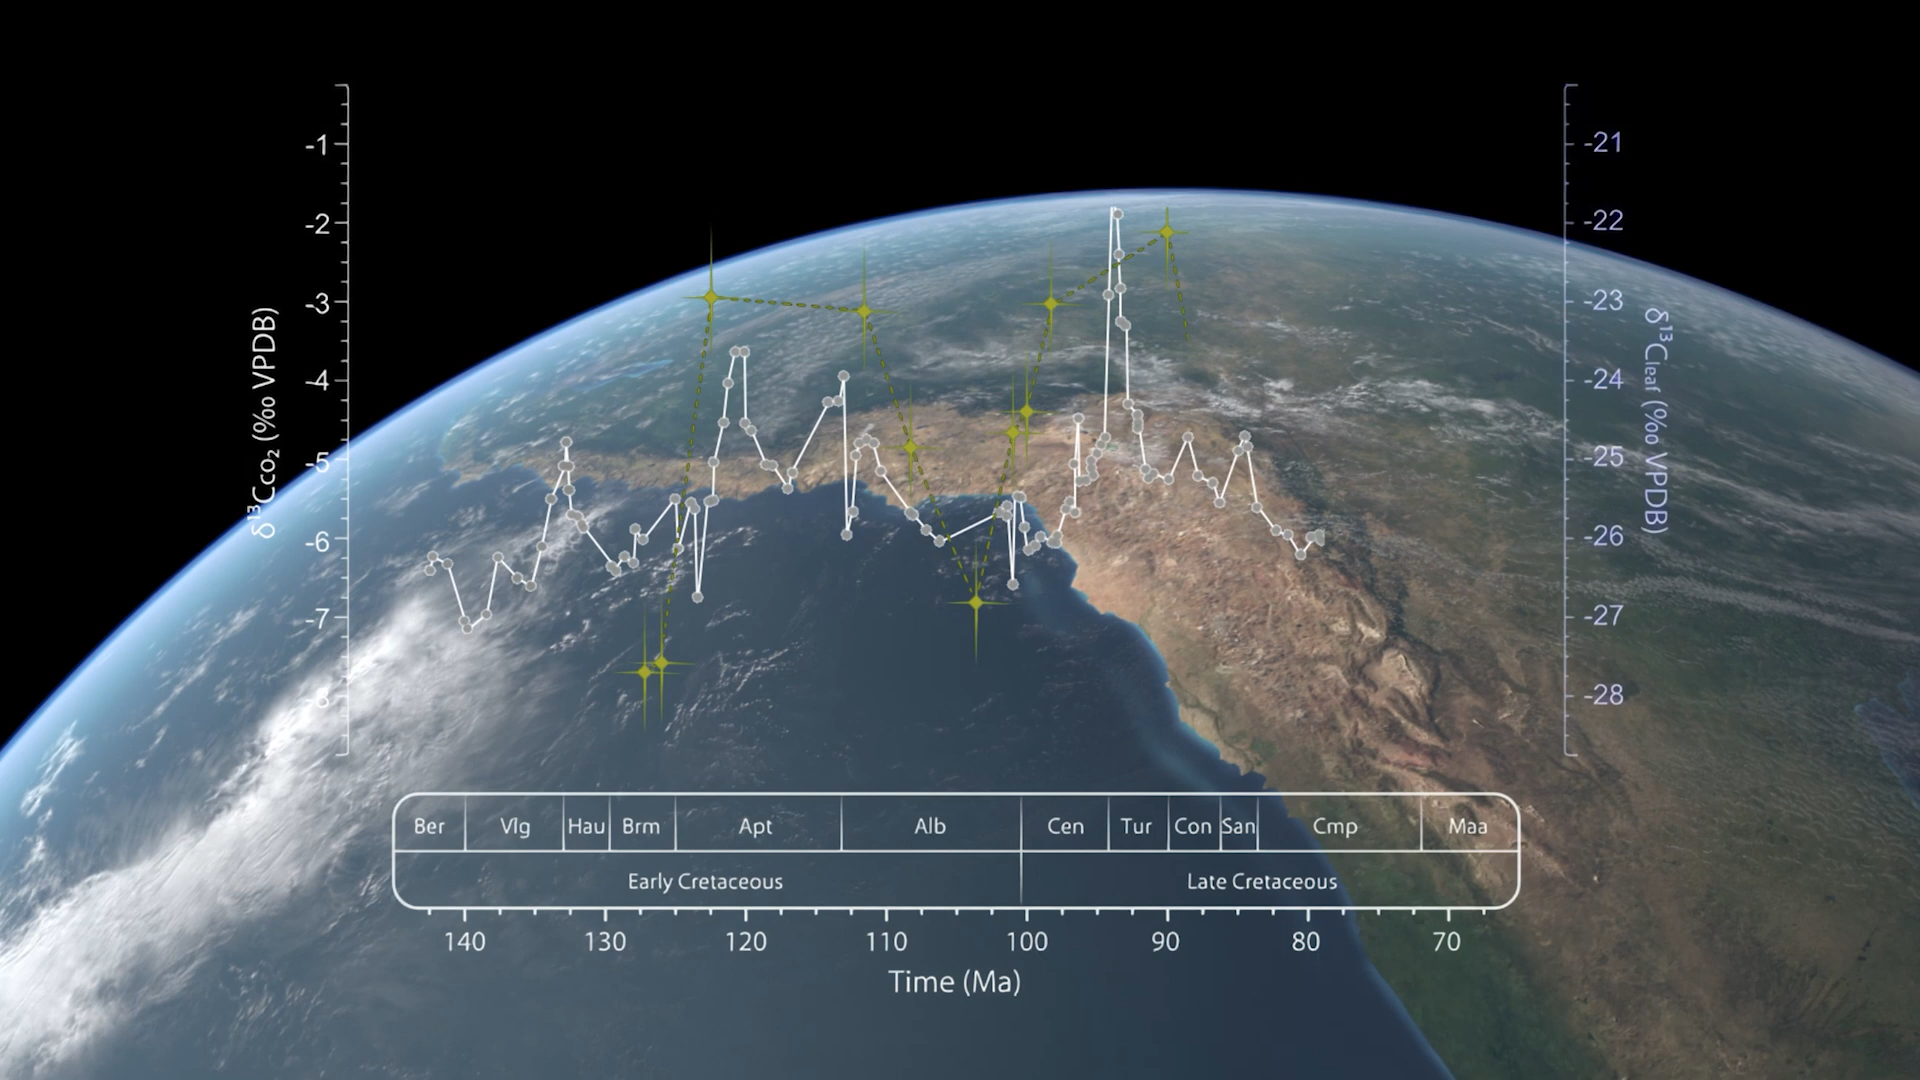 -1
-2
-3
-4
-5
-6
-7
-8
δ¹³Cco₂ (‰ VPDB)
-21
-22
-23
-24
-25
-26
-27
-28
δ¹³Cleaf (‰ VPDB)
Ber Vlg Hau Brm Apt Alb Cen Tur Con San Cmp Maa
Early Cretaceous Late Cretaceous
140 130 120 110 100 90 80 70
Time (Ma)